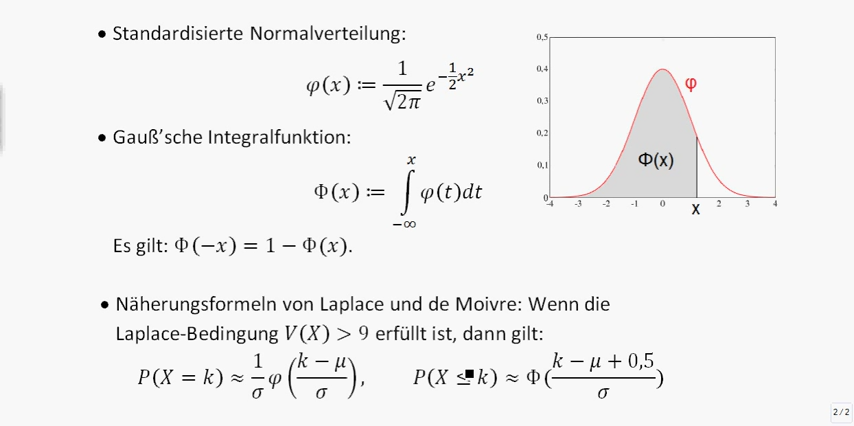 • Standardisierte Normalverteilung:
φ(x) ≔ 1/√2π e^(−1/2 x²)
• Gauß'sche Integralfunktion:
Φ(x) ≔ ∫_{−∞}^{x} φ(t)dt
Es gilt: Φ(−x) = 1 − Φ(x).
0,5
0,4
0,3
0,2
0,1
0
-4 -3 -2 -1 0 2 3 4
φ
Φ(x)
X
• Näherungsformeln von Laplace und de Moivre: Wenn die
Laplace-Bedingung V(X) > 9 erfüllt ist, dann gilt:
P(X = k) ≈ 1/σ φ((k − μ)/σ), P(X ≤ k) ≈ Φ((k − μ + 0,5)/σ)
2/2